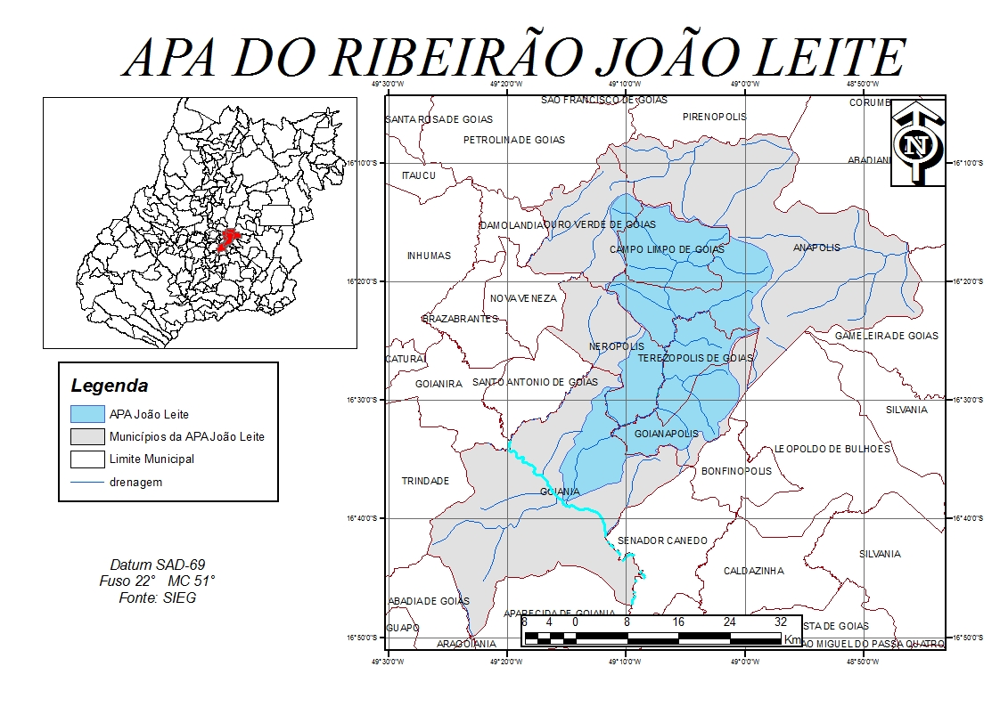 APA DO RIBEIRÃO JOÃO LEITE
49°30'0"W 49°20'0"W 49°10'0"W 49°0'0"W 48°50'0"W
SAO FRANCISCO DE GOIAS
CORUMB
PIRENOPOLIS
SANTA ROSA DE GOIAS
PETROLINA DE GOIAS
N
16°10'0"S 16°10'0"S
ABADIANI
ITAUCU
DAMOLANDIA OURO VERDE DE GOIAS
CAMPO LIMPO DE GOIAS
ANAPOLIS
INHUMAS
16°20'0"S 16°20'0"S
NOVA VENEZA
BRAZABRANTES
GAMELEIRA DE GOIAS
NEROPOLIS
CATURAI
TEREZOPOLIS DE GOIAS
GOIANIRA
SANTO ANTONIO DE GOIAS
16°30'0"S 16°30'0"S
SILVANIA
GOIANAPOLIS
LEOPOLDO DE BULHOES
BONFINOPOLIS
TRINDADE
GOIANIA
16°40'0"S 16°40'0"S
SENADOR CANEDO
SILVANIA
CALDAZINHA
ABADIA DE GOIAS
APARECIDA DE GOIANIA
GUAPO
STA DE GOIAS
16°50'0"S 16°50'0"S
ARAGOIANIA
AO MIGUEL DO PASSA QUATRO
8 4 0 8 16 24 32
Km
49°30'0"W 49°20'0"W 49°10'0"W 49°0'0"W 48°50'0"W
Legenda
APA João Leite
Municípios da APA João Leite
Limite Municipal
drenagem
Datum SAD-69
Fuso 22° MC 51°
Fonte: SIEG